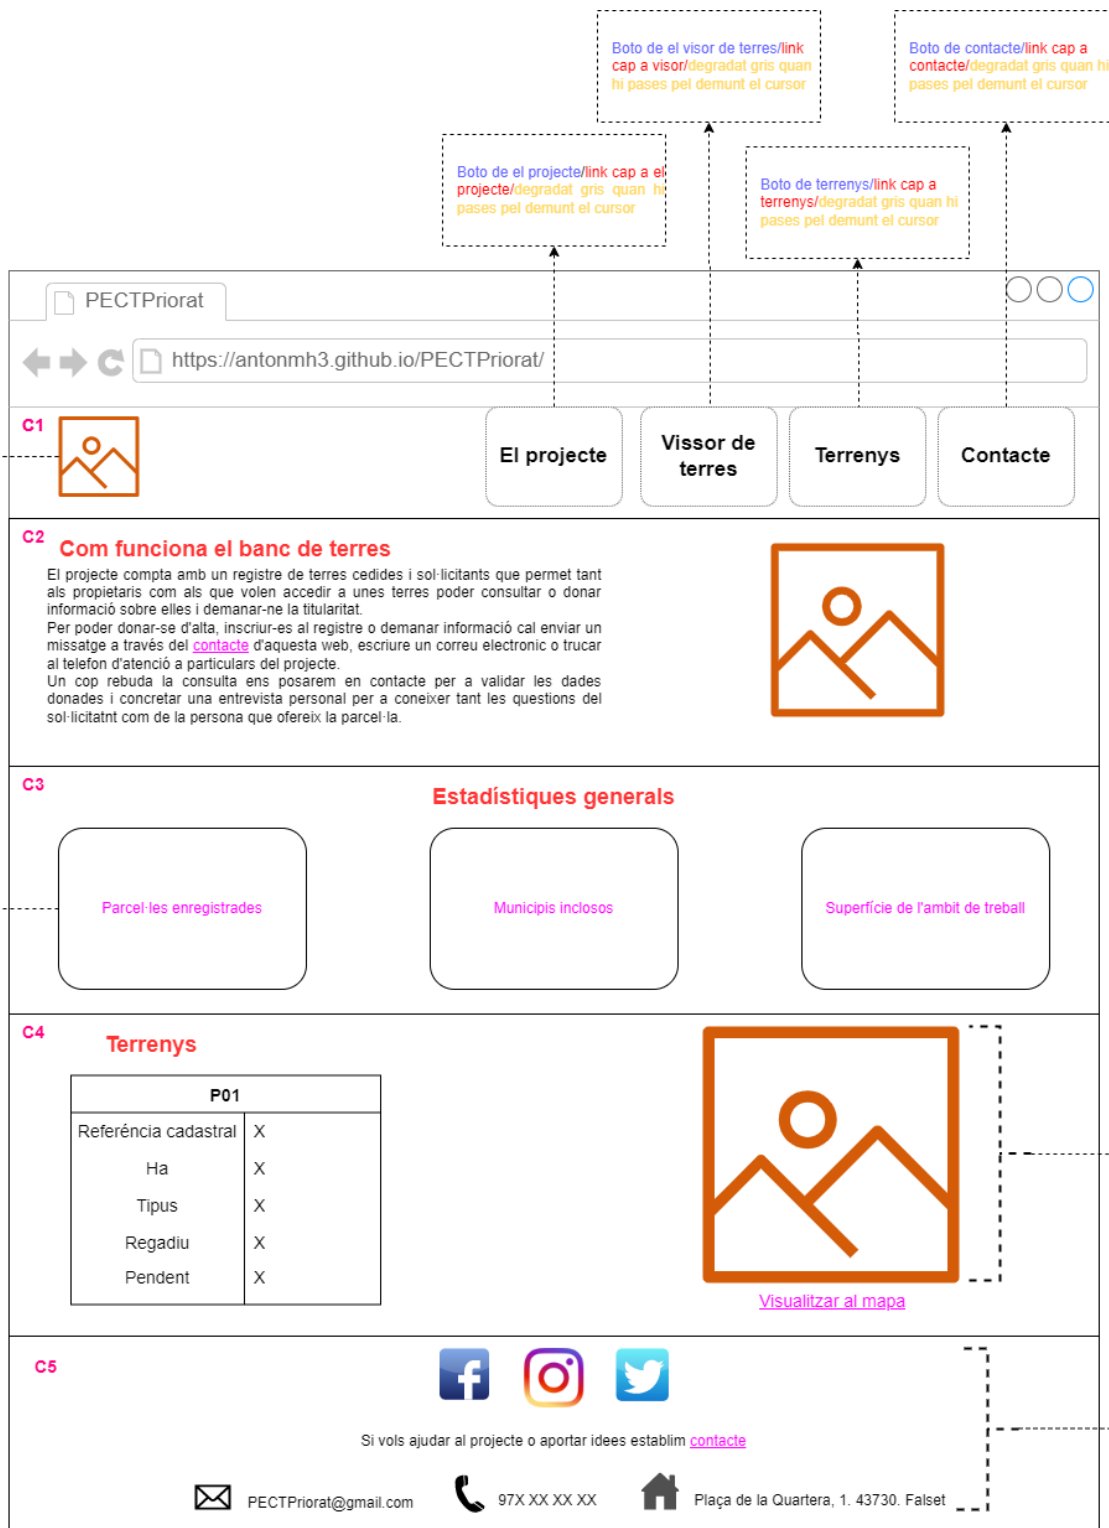 Boto de el visor de terres/link
cap a visor/degradat gris quan
hi pases pel demunt el cursor
Boto de contacte/link cap a
contacte/degradat gris quan hi
pases pel demunt el cursor
Boto de el projecte/link cap a el
projecte/degradat gris quan hi
pases pel demunt el cursor
Boto de terrenys/link cap a
terrenys/degradat gris quan hi
pases pel demunt el cursor
PECTPriorat
https://antonmh3.github.io/PECTPriorat/
C1
El projecte
Vissor de
terres
Terrenys
Contacte
C2
Com funciona el banc de terres
El projecte compta amb un registre de terres cedides i sol·licitants que permet tant
als propietaris com als que volen accedir a unes terres poder consultar o donar
informació sobre elles i demanar-ne la titularitat.
Per poder donar-se d'alta, inscriur-es al registre o demanar informació cal enviar un
missatge a través del contacte d'aquesta web, escriure un correu electronic o trucar
al telefon d'atenció a particulars del projecte.
Un cop rebuda la consulta ens posarem en contacte per a validar les dades
donades i concretar una entrevista personal per a coneixer tant les questions del
sol·licitatnt com de la persona que ofereix la parcel·la.
C3
Estadístiques generals
Parcel·les enregistrades
Municipis inclosos
Superfície de l'ambit de treball
C4
Terrenys
P01
Referéncia cadastral X
Ha X
Tipus X
Regadiu X
Pendent X
Visualitzar al mapa
C5
Si vols ajudar al projecte o aportar idees establim contacte
PECTPriorat@gmail.com
97X XX XX XX
Plaça de la Quartera, 1. 43730. Falset